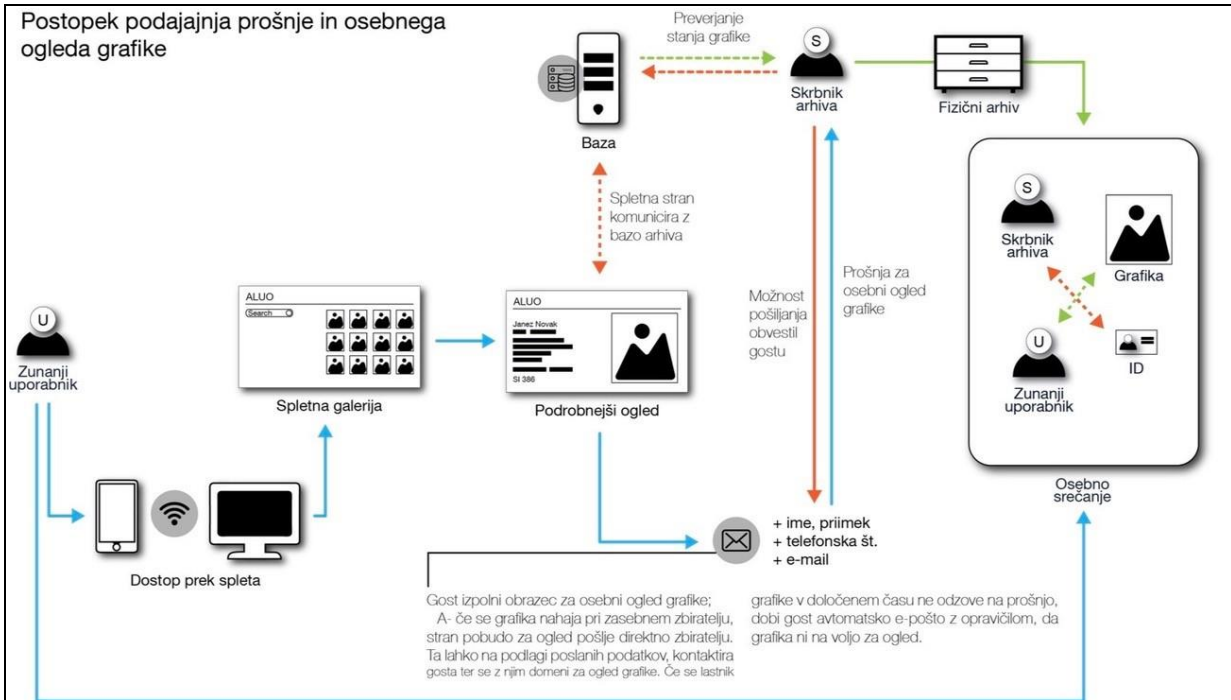 Postopek podajajnja prošnje in osebnega
ogleda grafike
Preverjanje
stanja grafike
S
Skrbnik
arhiva
Fizični arhiv
Baza
Spletna stran
komunicira z
bazo arhiva
Možnost
pošiljanja
obvestil
gostu
Prošnja za
osebni ogled
grafike
S
Skrbnik
arhiva
Grafika
U
Zunanji
uporabnik
ID
Osebno
srečanje
U
Zunanji
uporabnik
ALUO
Search
Spletna galerija
ALUO
Janez Novak
SI 386
Podrobnejši ogled
Dostop prek spleta
+ ime, priimek
+ telefonska št.
+ e-mail
Gost izpolni obrazec za osebni ogled grafike;
A- če se grafika nahaja pri zasebnem zbiratelju,
stran pobudo za ogled pošlje direktno zbiratelju.
Ta lahko na podlagi poslanih podatkov, kontaktira
gosta ter se z njim domeni za ogled grafike. Če se lastnik
grafike v določenem času ne odzove na prošnjo,
dobi gost avtomatsko e-pošto z opravičilom, da
grafika ni na voljo za ogled.